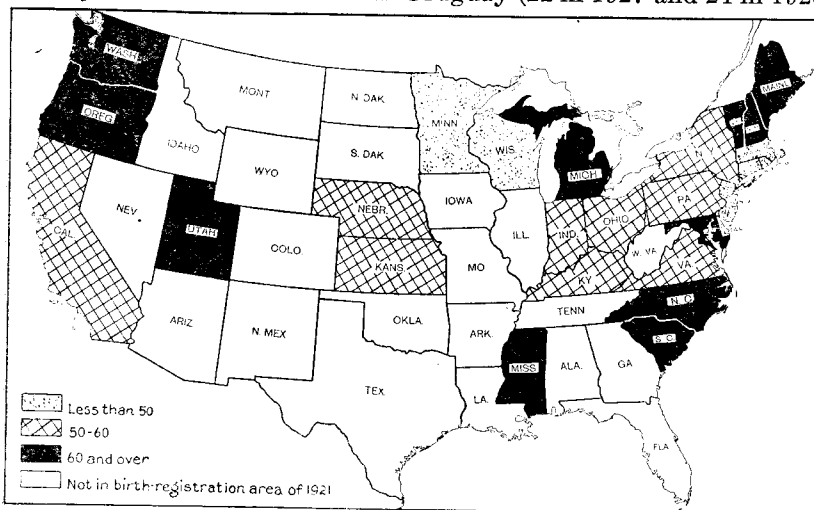 Uruguay (22 in 1927 and 21 in 192
WASH.
OREG
CAL.
NEV.
IDAHO
MONT
WYO
UTAH
ARIZ
COLO
N. MEX
N. DAK
S. DAK
NEBR.
KANS.
OKLA.
TEX.
MINN
IOWA
MO
ARK.
LA.
WIS.
ILL
MICH.
IND.
OHIO
KY
TENN
MISS
ALA.
GA
FLA
S. C.
N. C.
VA
W. VA
PA
N
MAINE
Less than 50
50-60
60 and over
Not in birth-registration area of 1921